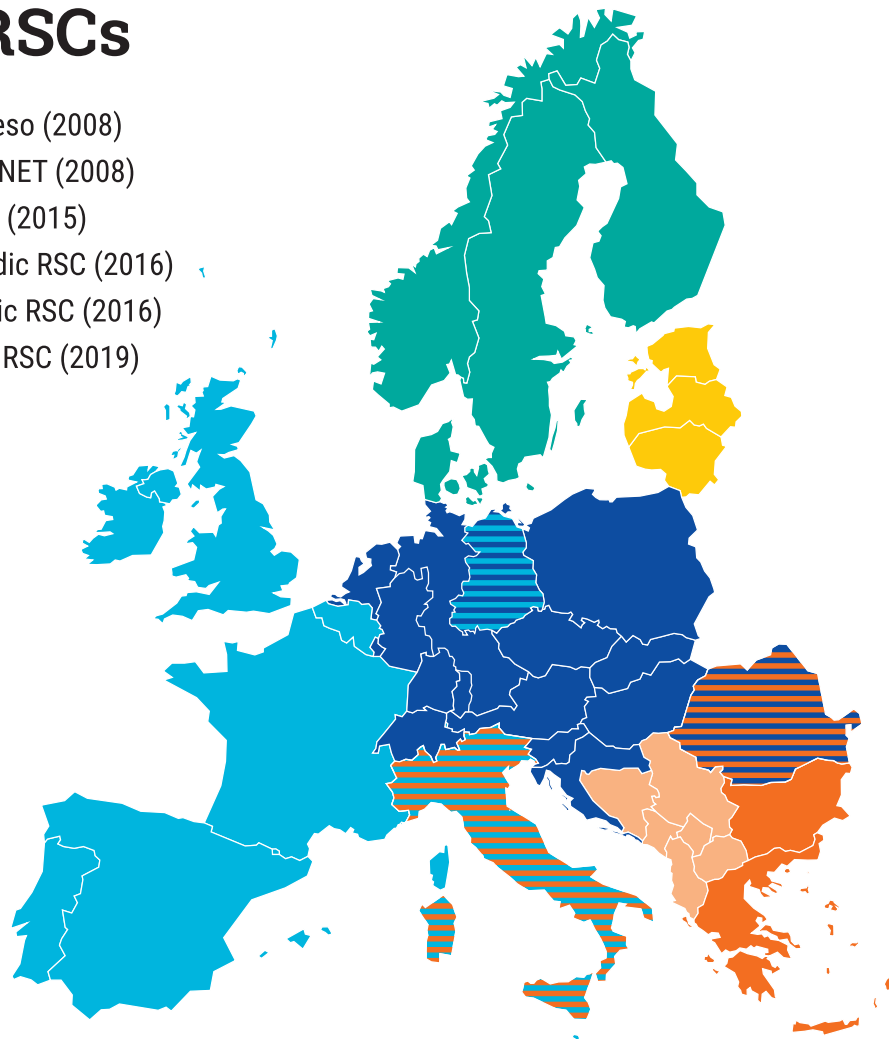 RSCs
eso (2008)
NET (2008)
(2015)
dic RSC (2016)
ic RSC (2016)
RSC (2019)